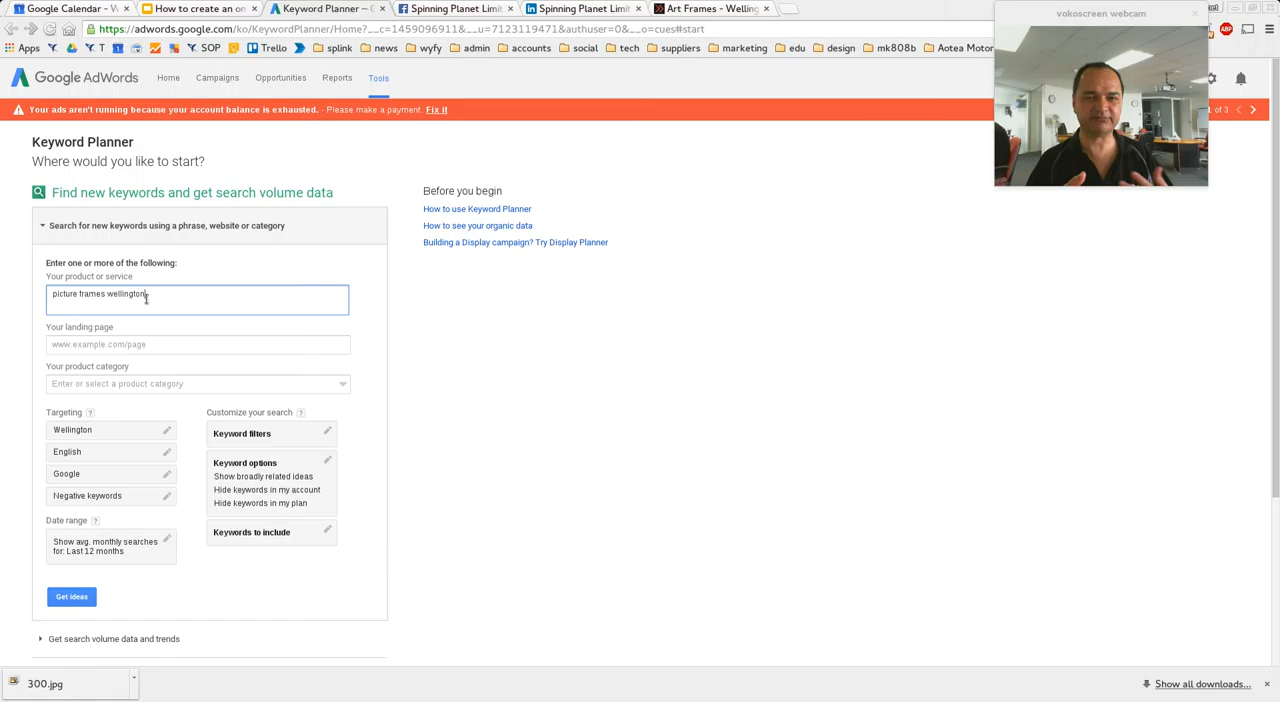 Google Calendar - W
How to create an on
Keyword Planner – G
Spinning Planet Limit
Spinning Planet Limit
Art Frames - Welling
vokoscreen webcam
https://adwords.google.com/ko/KeywordPlanner/Home?__c=1459096911&__u=7123119471&authuser=0&__o=cues#start
Apps
T
SOP
Trello
splink
news
wyfy
admin
accounts
social
tech
suppliers
marketing
edu
design
mk808b
Aotea Motor
Google AdWords
Home
Campaigns
Opportunities
Reports
Tools
Your ads aren't running because your account balance is exhausted. - Please make a payment. Fix it
1 of 3
Keyword Planner
Where would you like to start?
Find new keywords and get search volume data
Search for new keywords using a phrase, website or category
Enter one or more of the following:
Your product or service
picture frames wellington
Your landing page
www.example.com/page
Your product category
Enter or select a product category
Targeting ?
Wellington
English
Google
Negative keywords
Date range ?
Show avg. monthly searches
for: Last 12 months
Customize your search ?
Keyword filters
Keyword options
Show broadly related ideas
Hide keywords in my account
Hide keywords in my plan
Keywords to include
Get ideas
Get search volume data and trends
Before you begin
How to use Keyword Planner
How to see your organic data
Building a Display campaign? Try Display Planner
300.jpg
Show all downloads...